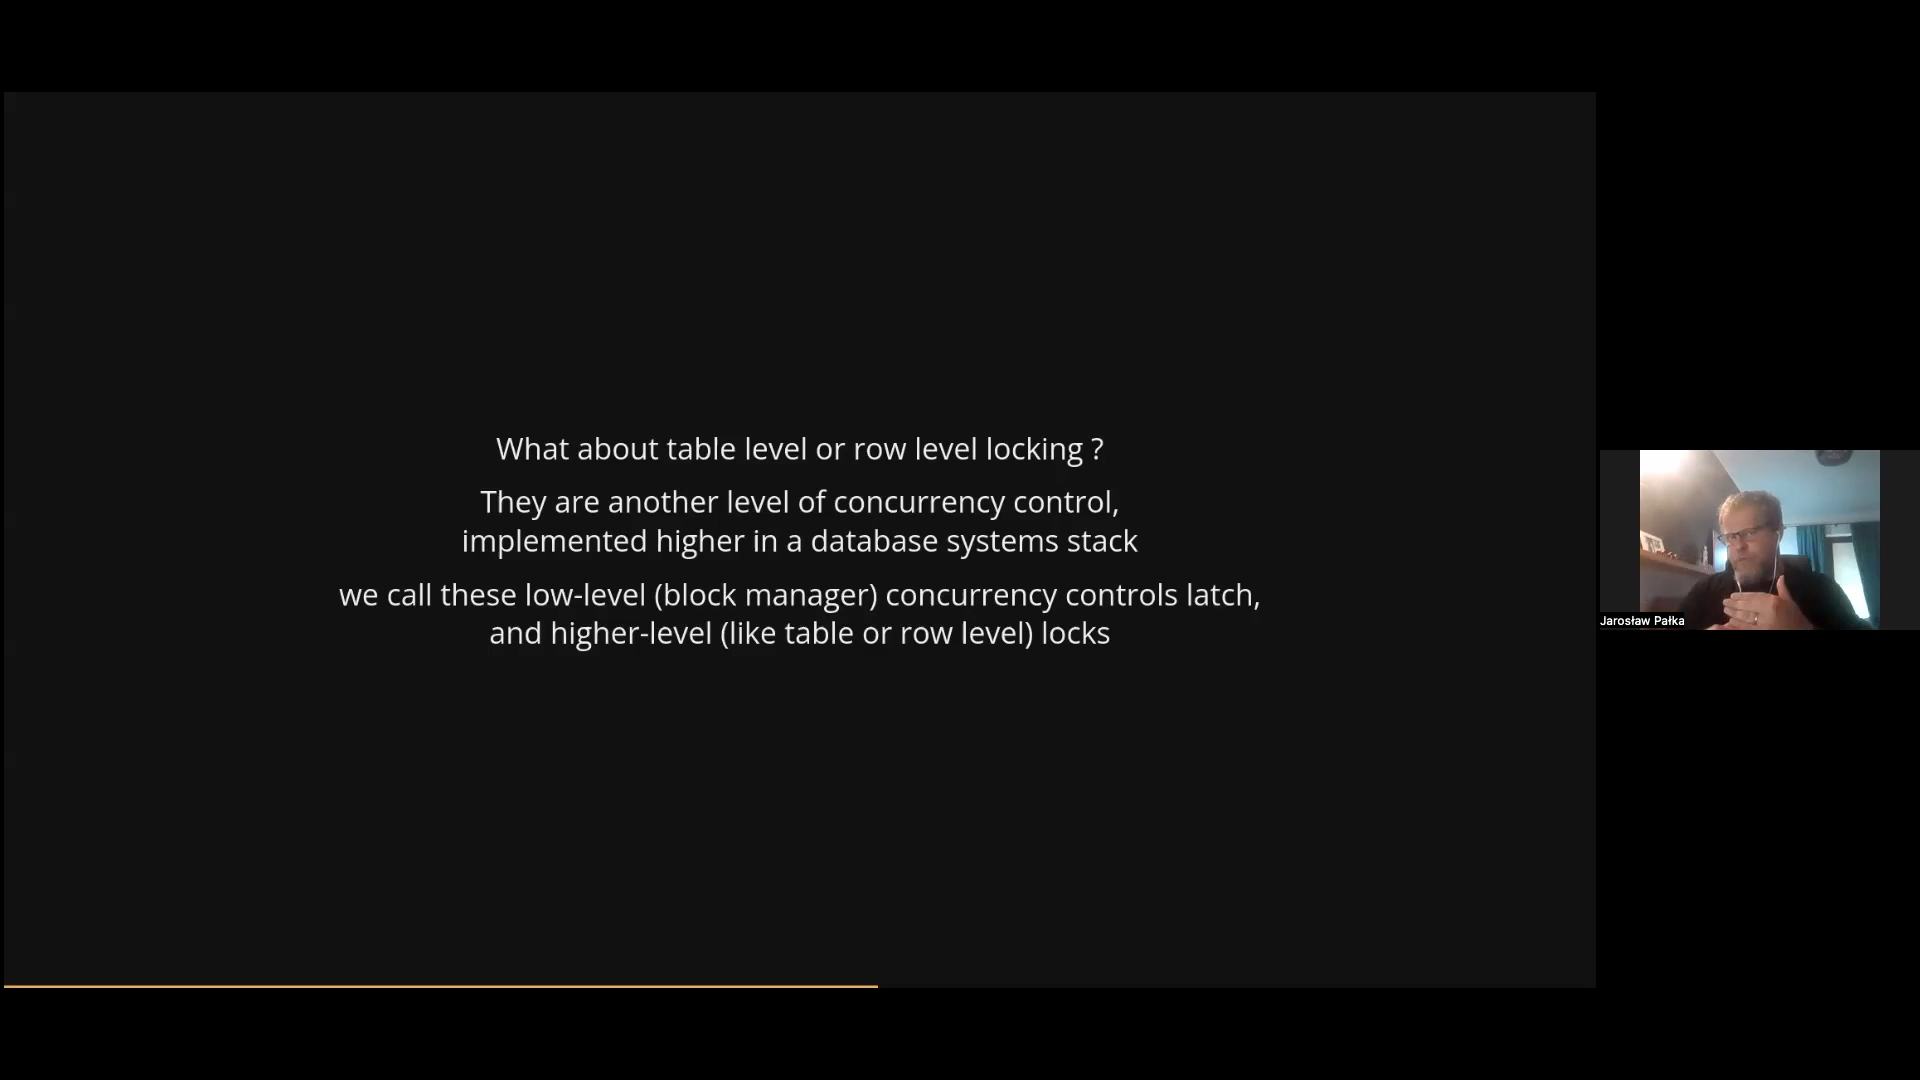 What about table level or row level locking ?
They are another level of concurrency control,
implemented higher in a database systems stack
we call these low-level (block manager) concurrency controls latch,
and higher-level (like table or row level) locks
Jarosław Pałka